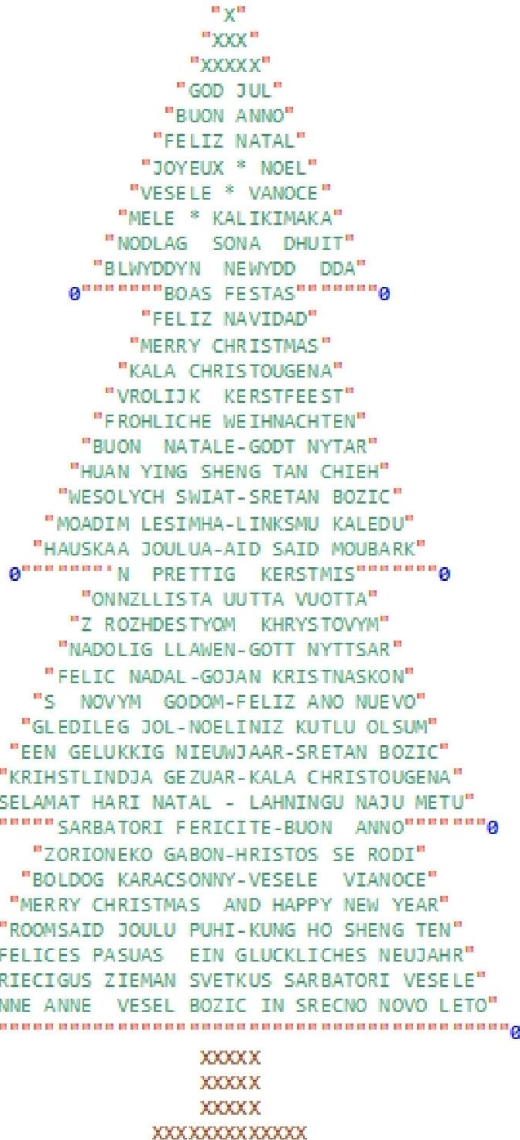 "X"
"XXX"
"XXXXX"
"GOD JUL"
"BUON ANNO"
"FELIZ NATAL"
"JOYEUX * NOEL"
"VESELE * VANOCE"
"MELE * KALIKIMAKA"
"NODLAG  SONA  DHUIT"
"BLWYDDYN  NEWYDD  DDA"
0"""""""BOAS FESTAS"""""""0
"FELIZ NAVIDAD"
"MERRY CHRISTMAS"
"KALA CHRISTOUGENA"
"VROLIJK  KERSTFEEST"
"FROHLICHE WEIHNACHTEN"
"BUON  NATALE-GODT NYTAR"
"HUAN YING SHENG TAN CHIEH"
"WESOLYCH SWIAT-SRETAN BOZIC"
"MOADIM LESIMHA-LINKSMU KALEDU"
"HAUSKAA JOULUA-AID SAID MOUBARK"
0"""""""'N  PRETTIG  KERSTMIS"""""""0
"ONNZLLISTA UUTTA VUOTTA"
"Z ROZHDESTYOM  KHRYSTOVYM"
"NADOLIG LLAWEN-GOTT NYTTSAR"
"FELIC NADAL-GOJAN KRISTNASKON"
"S  NOVYM  GODOM-FELIZ ANO NUEVO"
"GLEDILEG JOL-NOELINIZ KUTLU OLSUM"
"EEN GELUKKIG NIEUWJAAR-SRETAN BOZIC"
"KRIHSTLINDJA GEZUAR-KALA CHRISTOUGENA"
SELAMAT HARI NATAL - LAHNINGU NAJU METU"
"""""SARBATORI FERICITE-BUON  ANNO"""""""0
"ZORIONEKO GABON-HRISTOS SE RODI"
"BOLDOG KARACSONNY-VESELE  VIANOCE"
"MERRY CHRISTMAS  AND HAPPY NEW YEAR"
"ROOMSAID JOULU PUHI-KUNG HO SHENG TEN"
FELICES PASUAS  EIN GLUCKLICHES NEUJAHR"
RIECIGUS ZIEMAN SVETKUS SARBATORI VESELE"
NNE ANNE  VESEL BOZIC IN SRECNO NOVO LETO"
"""""""""""""""""""""""""""""""""""""""""""0
XXXXX
XXXXX
XXXXX
XXXXXXXXXXXXX